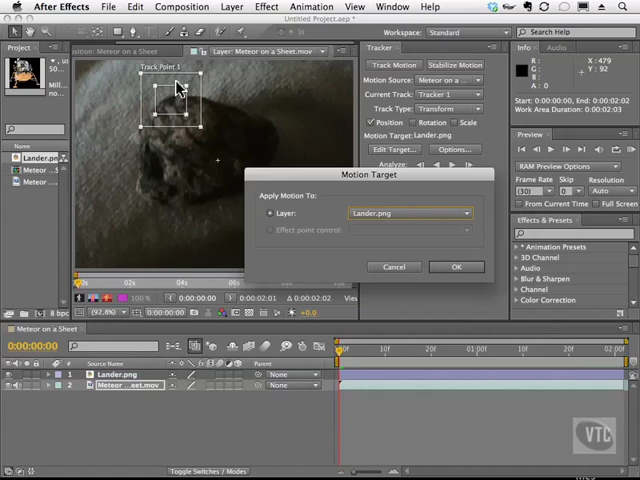 After Effects File Edit Composition Layer Effect Animation View Window Help
Untitled Project.aep *
Workspace: Standard
Search Help
Project
position: Meteor on a Sheet
Layer: Meteor on a Sheet.mov
Tracker
Info
Audio
Track Point 1
Track Motion
Stabilize Motion
Motion Source: Meteor on a ...
Current Track: Tracker 1
Track Type: Transform
Position
Rotation
Scale
Motion Target: Lander.png
Edit Target...
Options...
Analyze:
R:
G:
B:
A: 0
X: 479
Y: 92
Start: 0:00:00:00, End: 0:00:02:02
Work Area Duration: 0:00:02:03
Preview
RAM Preview Options
Frame Rate
Skip
Resolution
(30)
0
Auto
From Current Time
Full Screen
Effects & Presets
* Animation Presets
3D Channel
Audio
Blur & Sharpen
Channel
Color Correction
50...
Mill...
Name
Lander.png
Meteor ...
Meteor ...
8 bpc
Motion Target
Apply Motion To:
Layer:
Lander.png
Effect point control:
Cancel
OK
04s
06s
10s
100 %
0:00:00:00
0:00:02:01
Δ 0:00:02:02
(92.8%)
0:00:00:00
+0.0
Meteor on a Sheet
0:00:00:00
10f
20f
01:00f
10f
20f
02:00f
#
Source Name
Parent
1
Lander.png
None
2
Meteor ...eet.mov
None
Toggle Switches / Modes
VTC